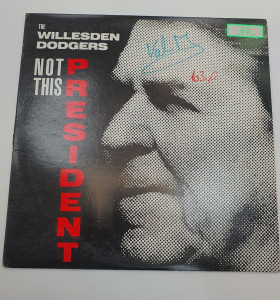 THE
WILLESDEN
DODGERS
NOT
THIS
PRESIDENT